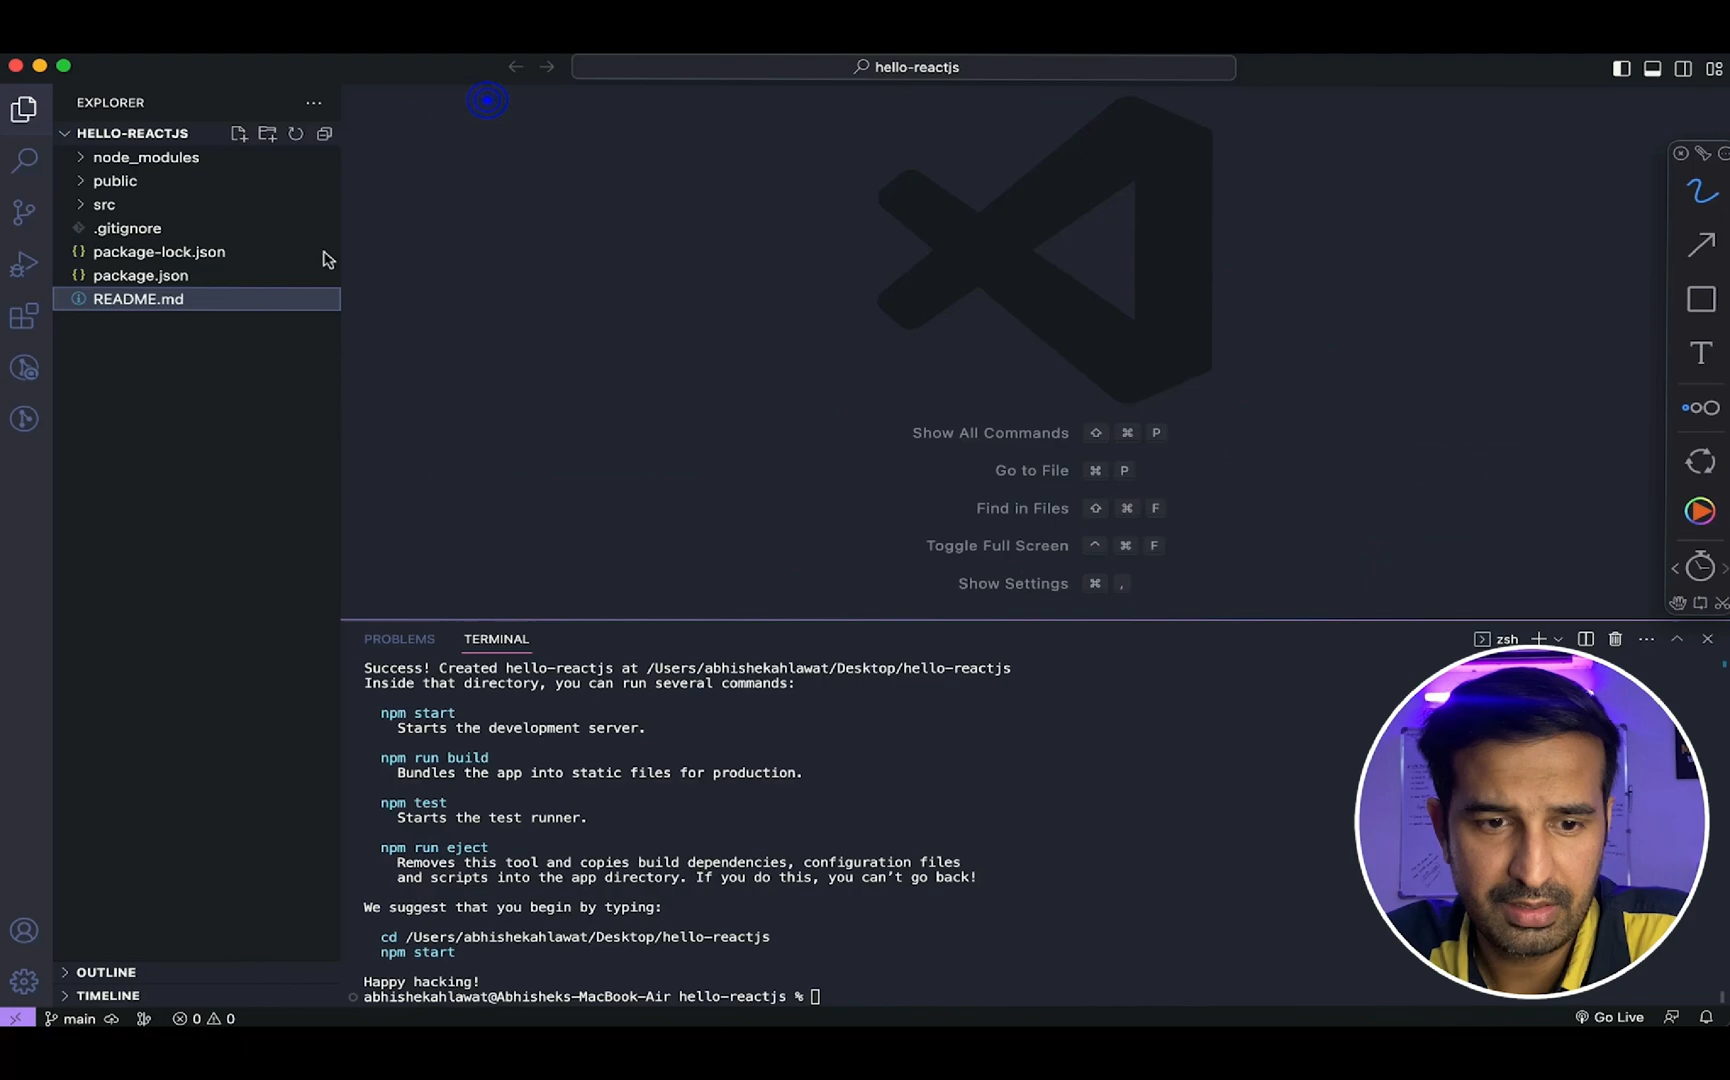 hello-reactjs
EXPLORER
HELLO-REACTJS
node_modules
public
src
.gitignore
{} package-lock.json
{} package.json
README.md
Show All Commands ⇧ ⌘ P
Go to File ⌘ P
Find in Files ⇧ ⌘ F
Toggle Full Screen ^ ⌘ F
Show Settings ⌘ ,
T
PROBLEMS TERMINAL
zsh
Success! Created hello-reactjs at /Users/abhishekahlawat/Desktop/hello-reactjs
Inside that directory, you can run several commands:
npm start
Starts the development server.
npm run build
Bundles the app into static files for production.
npm test
Starts the test runner.
npm run eject
Removes this tool and copies build dependencies, configuration files
and scripts into the app directory. If you do this, you can't go back!
We suggest that you begin by typing:
cd /Users/abhishekahlawat/Desktop/hello-reactjs
npm start
Happy hacking!
abhishekahlawat@Abhisheks-MacBook-Air hello-reactjs %
OUTLINE
TIMELINE
main 0 0 Go Live